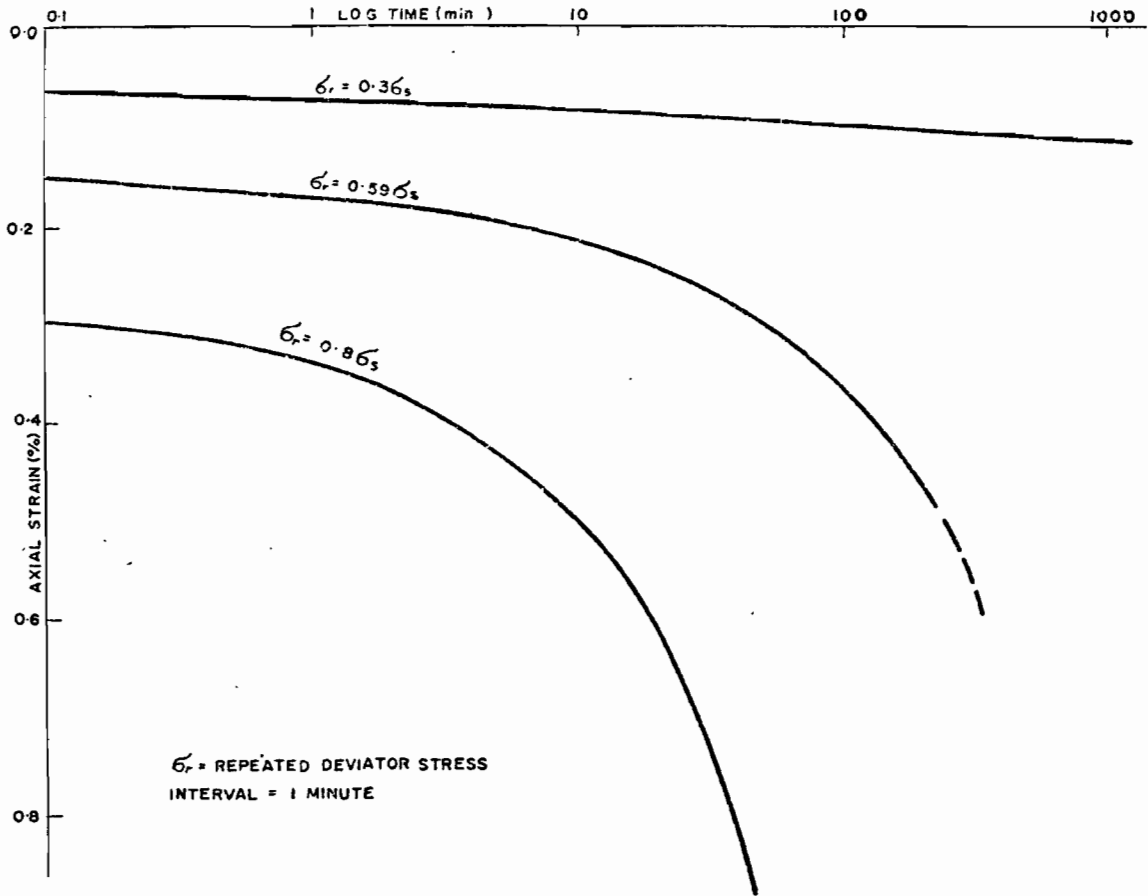 LOG TIME (min)
0·1 1 10 100 1000
0·0
0·2
0·4
0·6
0·8
AXIAL STRAIN (%)
σr = 0·3σs
σr = 0·59σs
σr = 0·8σs
σr = REPEATED DEVIATOR STRESS
INTERVAL = 1 MINUTE